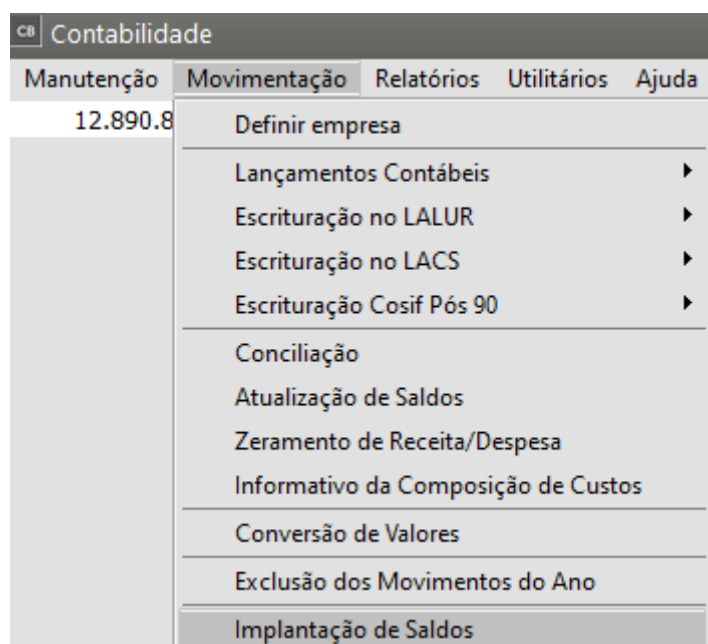 CB Contabilidade
Manutenção Movimentação Relatórios Utilitários Ajuda
12.890.8
Definir empresa
Lançamentos Contábeis
Escrituração no LALUR
Escrituração no LACS
Escrituração Cosif Pós 90
Conciliação
Atualização de Saldos
Zeramento de Receita/Despesa
Informativo da Composição de Custos
Conversão de Valores
Exclusão dos Movimentos do Ano
Implantação de Saldos